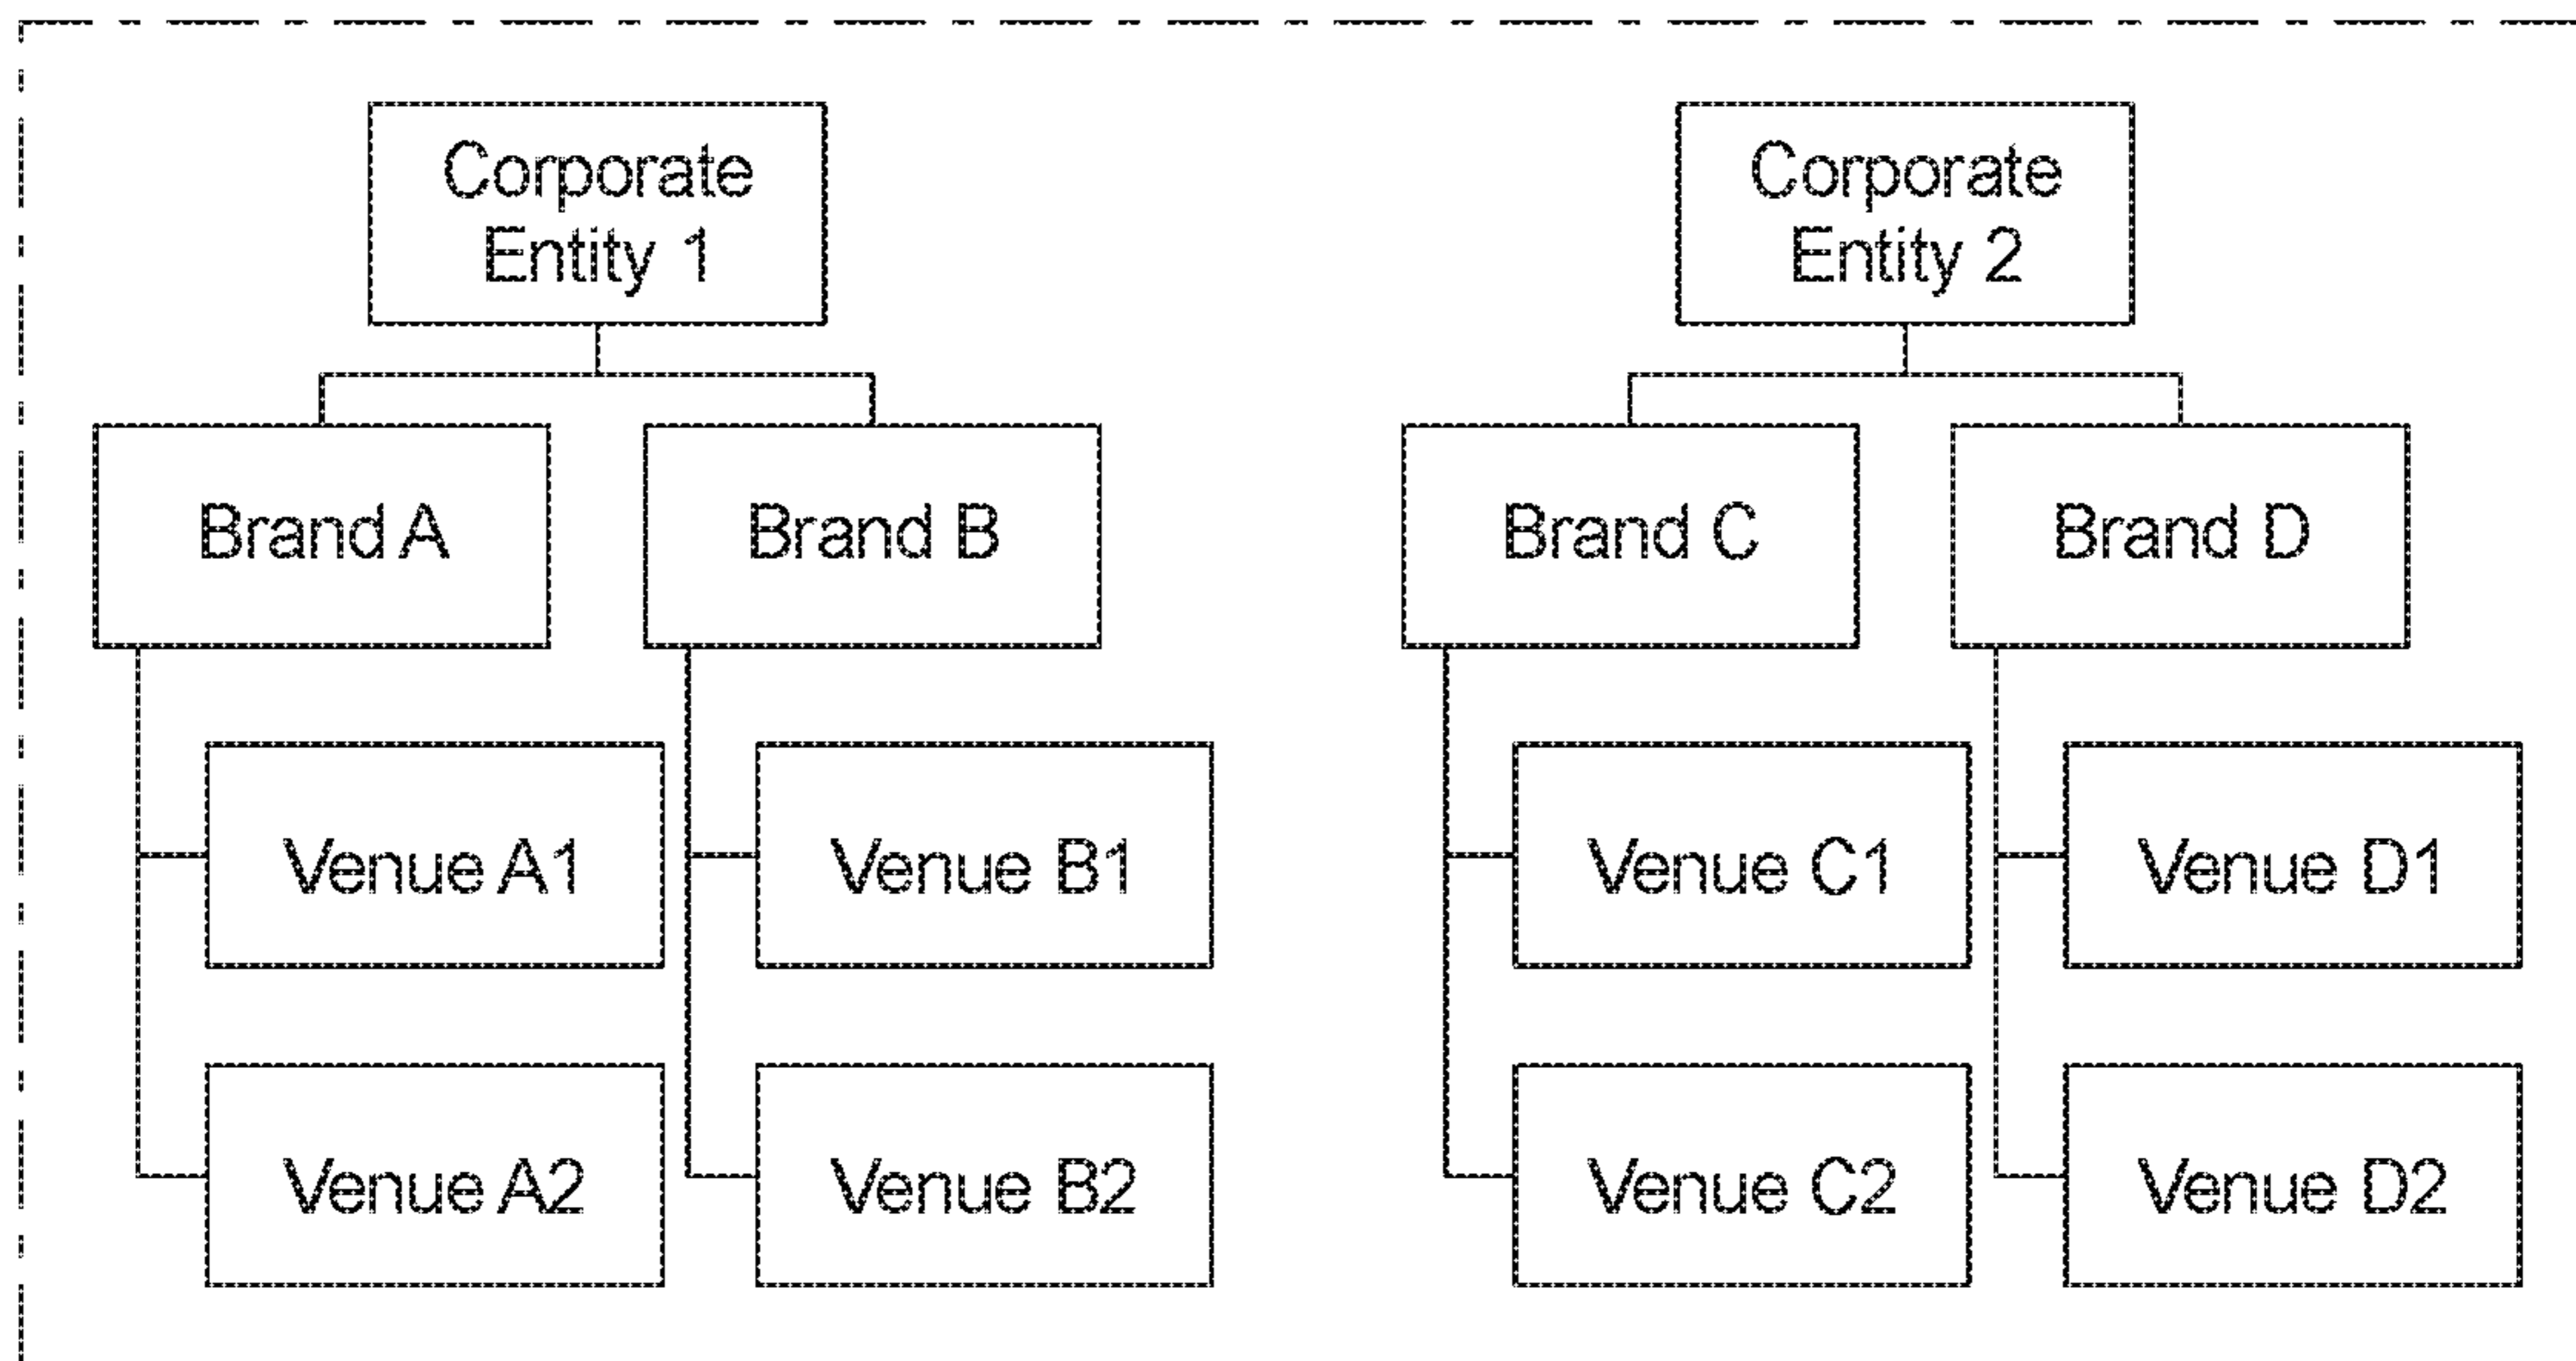 Corporate
Entity 1
Corporate
Entity 2
Brand A
Brand B
Brand C
Brand D
Venue A1
Venue B1
Venue C1
Venue D1
Venue A2
Venue B2
Venue C2
Venue D2